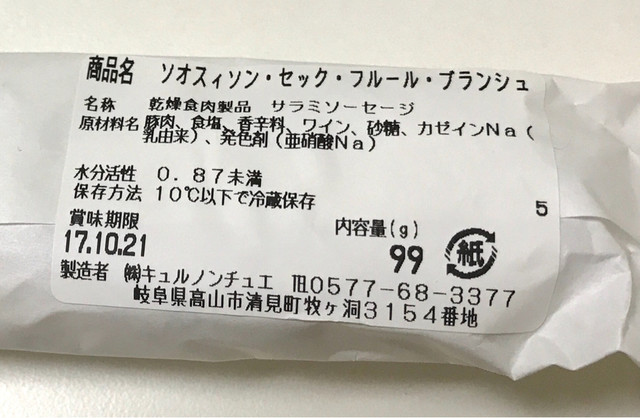 商品名 ソオスィソン・セック・フルール・ブランシュ
名称 乾燥食肉製品 サラミソーセージ
原材料名 豚肉、食塩、香辛料、ワイン、砂糖、カゼインNa(
乳由来)、発色剤(亜硝酸Na)
水分活性 0.87未満
保存方法 10℃以下で冷蔵保存
5
賞味期限 内容量(g)
17.10.21 99 紙
製造者 ㈱キュルノンチュエ ℡0577-68-3377
岐阜県高山市清見町牧ヶ洞3154番地